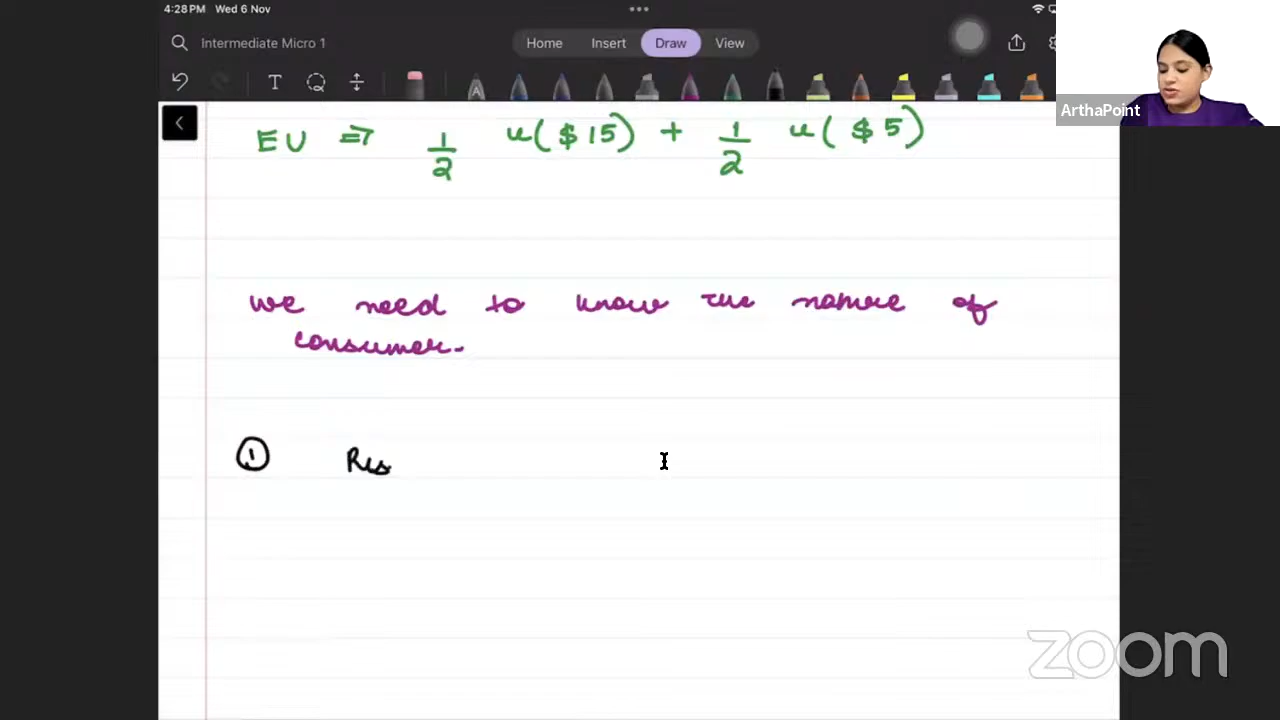 4:28 PM Wed 6 Nov
Intermediate Micro 1
Home Insert Draw View
T
A
ArthaPoint
EU ⇒ 1/2 u($15) + 1/2 u($5)
we need to know the nature of
consumer.
① Ris
zoom